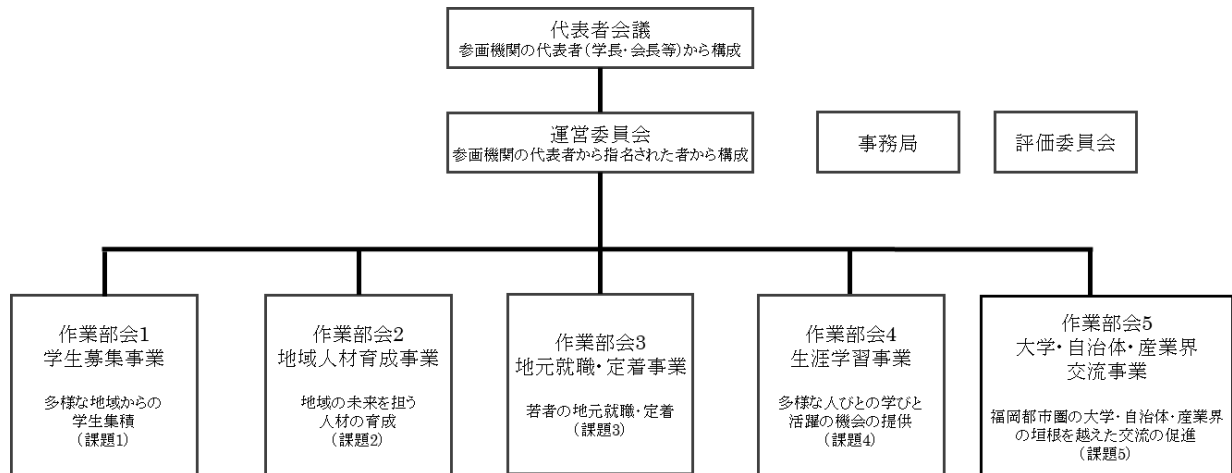 代表者会議
参画機関の代表者(学長・会長等)から構成
運営委員会
参画機関の代表者から指名された者から構成
事務局
評価委員会
作業部会1
学生募集事業
多様な地域からの
学生集積
(課題1)
作業部会2
地域人材育成事業
地域の未来を担う
人材の育成
(課題2)
作業部会3
地元就職・定着事業
若者の地元就職・定着
(課題3)
作業部会4
生涯学習事業
多様な人びとの学びと
活躍の機会の提供
(課題4)
作業部会5
大学・自治体・産業界
交流事業
福岡都市圏の大学・自治体・産業界
の垣根を越えた交流の促進
(課題5)